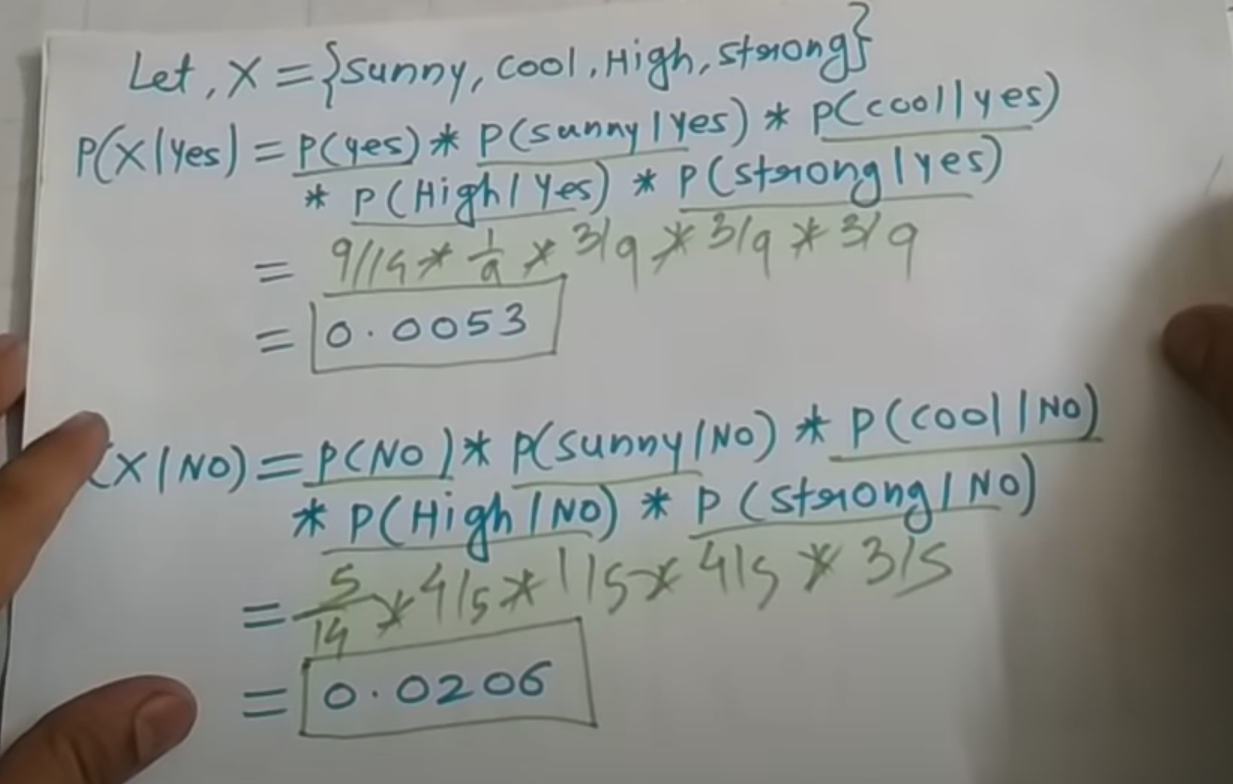 Let, X = {Sunny, Cool, High, Strong}
P(X|Yes) = P(yes) * P(sunny|Yes) * P(cool|yes)
* P(High|Yes) * P(strong|yes)
= 9/14 * 1/9 * 3/9 * 3/9 * 3/9
= 0.0053
(X|NO) = P(NO) * P(sunny/NO) * P(cool/NO)
* P(High/NO) * P(Strong/NO)
= 5/14 * 4/5 * 1/5 * 4/5 * 3/5
= 0.0206